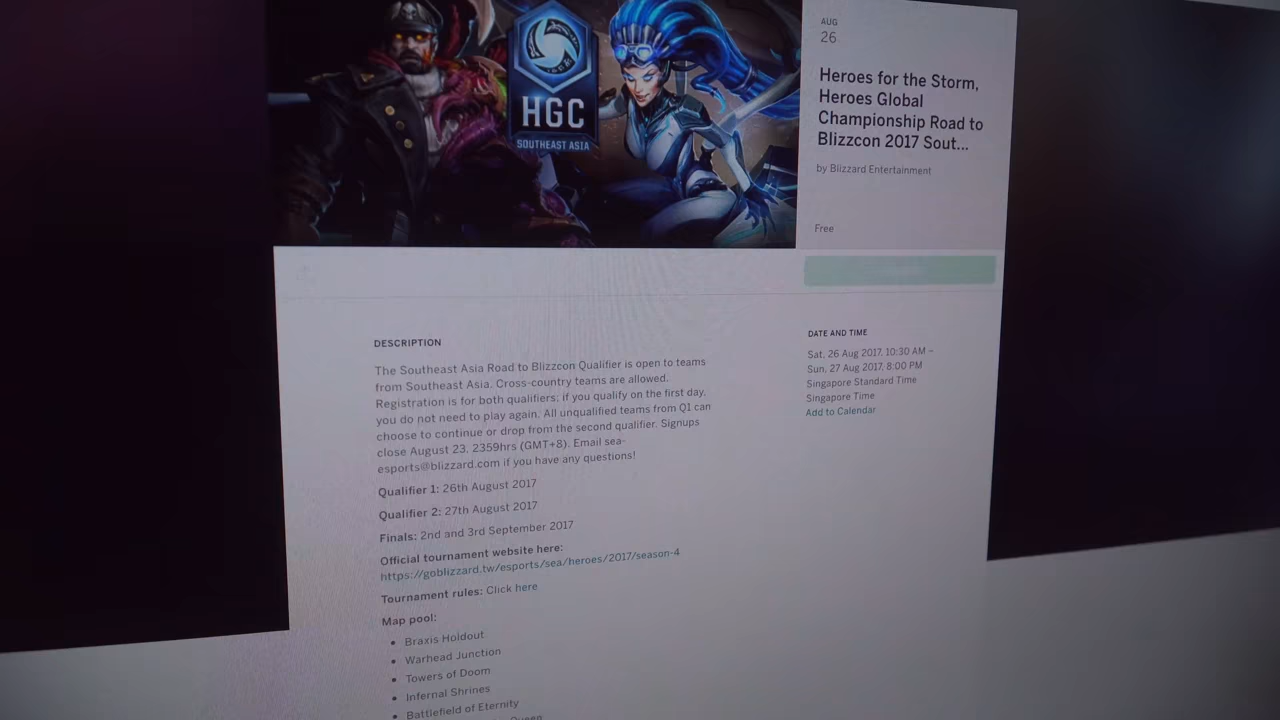 HGC
SOUTHEAST ASIA
AUG
26
Heroes for the Storm,
Heroes Global
Championship Road to
Blizzcon 2017 Sout...
by Blizzard Entertainment
Free
DESCRIPTION
The Southeast Asia Road to Blizzcon Qualifier is open to teams
from Southeast Asia. Cross-country teams are allowed.
Registration is for both qualifiers; if you qualify on the first day,
you do not need to play again. All unqualified teams from Q1 can
choose to continue or drop from the second qualifier. Signups
close August 23, 2359hrs (GMT+8). Email sea-
esports@blizzard.com if you have any questions!
Qualifier 1: 26th August 2017
Qualifier 2: 27th August 2017
Finals: 2nd and 3rd September 2017
Official tournament website here:
https://goblizzard.tw/esports/sea/heroes/2017/season-4
Tournament rules: Click here
Map pool:
• Braxis Holdout
• Warhead Junction
• Towers of Doom
• Infernal Shrines
• Battlefield of Eternity
Queen
DATE AND TIME
Sat, 26 Aug 2017, 10:30 AM –
Sun, 27 Aug 2017, 8:00 PM
Singapore Standard Time
Singapore Time
Add to Calendar